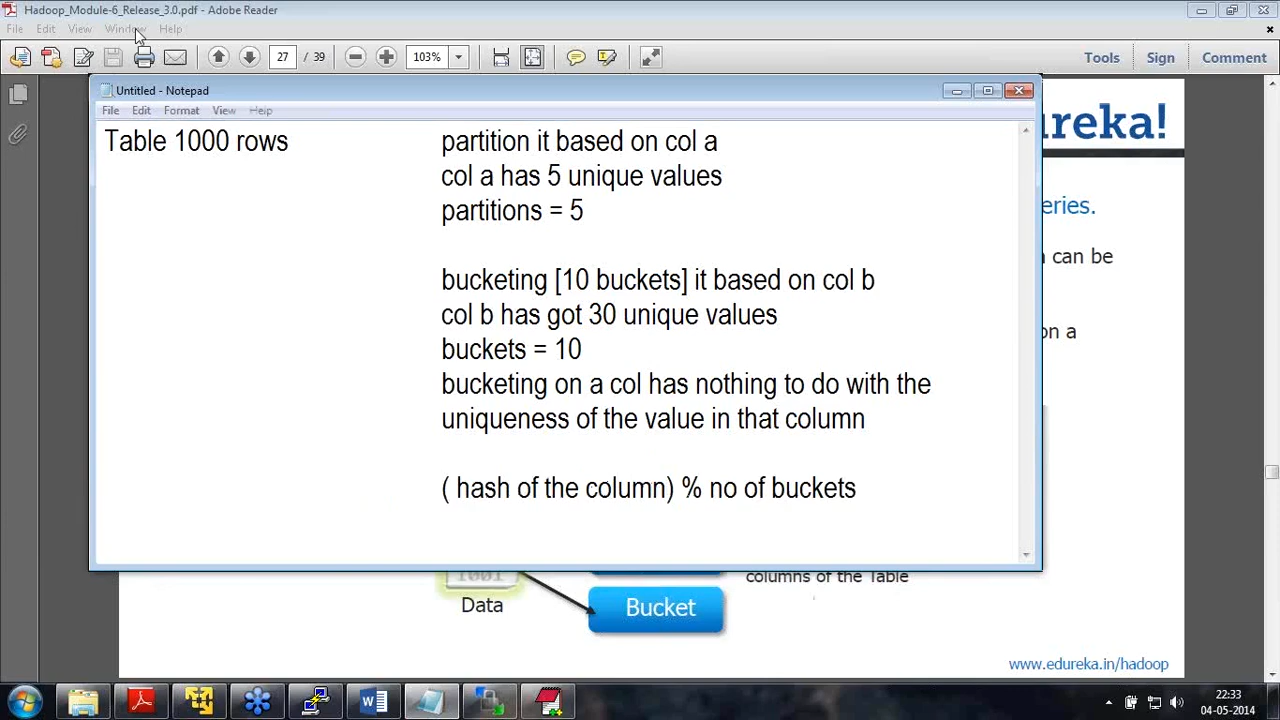 Hadoop_Module-6_Release_3.0.pdf - Adobe Reader
File Edit View Window Help
27 / 39 103% Tools Sign Comment
Untitled - Notepad
File Edit Format View Help
Table 1000 rows
partition it based on col a
col a has 5 unique values
partitions = 5
bucketing [10 buckets] it based on col b
col b has got 30 unique values
buckets = 10
bucketing on a col has nothing to do with the
uniqueness of the value in that column
( hash of the column) % no of buckets
ureka!
eries.
can be
on a
columns of the Table
Data
Bucket
www.edureka.in/hadoop
22:33
04-05-2014